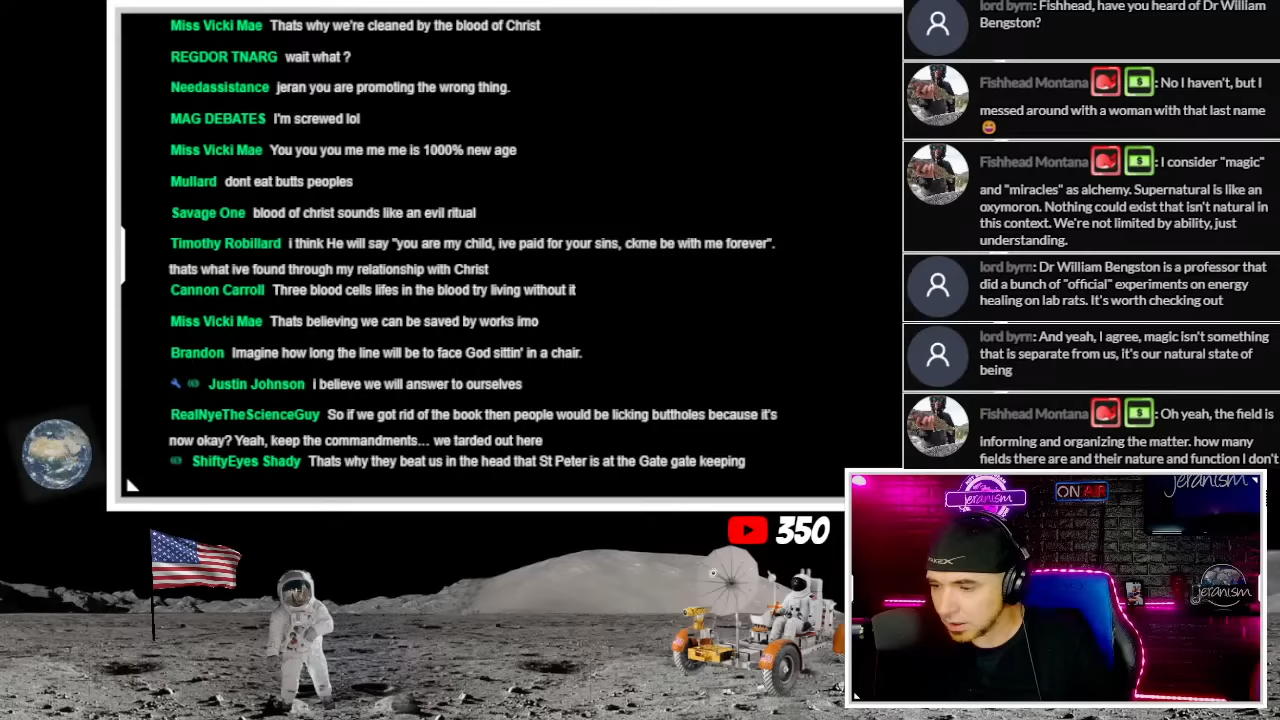 Miss Vicki Mae Thats why we're cleaned by the blood of Christ
REGDOR TNARG wait what ?
Needassistance jeran you are promoting the wrong thing.
MAG DEBATES I'm screwed lol
Miss Vicki Mae You you you me me me is 1000% new age
Mullard dont eat butts peoples
Savage One blood of christ sounds like an evil ritual
Timothy Robillard i think He will say "you are my child, ive paid for your sins, ckme be with me forever".
thats what ive found through my relationship with Christ
Cannon Carroll Three blood cells lifes in the blood try living without it
Miss Vicki Mae Thats believing we can be saved by works imo
Brandon Imagine how long the line will be to face God sittin' in a chair.
Justin Johnson i believe we will answer to ourselves
RealNyeTheScienceGuy So if we got rid of the book then people would be licking buttholes because it's
now okay? Yeah, keep the commandments... we tarded out here
ShiftyEyes Shady Thats why they beat us in the head that St Peter is at the Gate gate keeping
lord byrn: Fishhead, have you heard of Dr William
Bengston?
Fishhead Montana : No I haven't, but I
messed around with a woman with that last name
Fishhead Montana : I consider "magic"
and "miracles" as alchemy. Supernatural is like an
oxymoron. Nothing could exist that isn't natural in
this context. We're not limited by ability, just
understanding.
lord byrn: Dr William Bengston is a professor that
did a bunch of "official" experiments on energy
healing on lab rats. It's worth checking out
lord byrn: And yeah, I agree, magic isn't something
that is separate from us, it's our natural state of
being
Fishhead Montana : Oh yeah, the field is
informing and organizing the matter. how many
fields there are and their nature and function I don't
350
jeranism
ON AIR
jeranism
jeranism